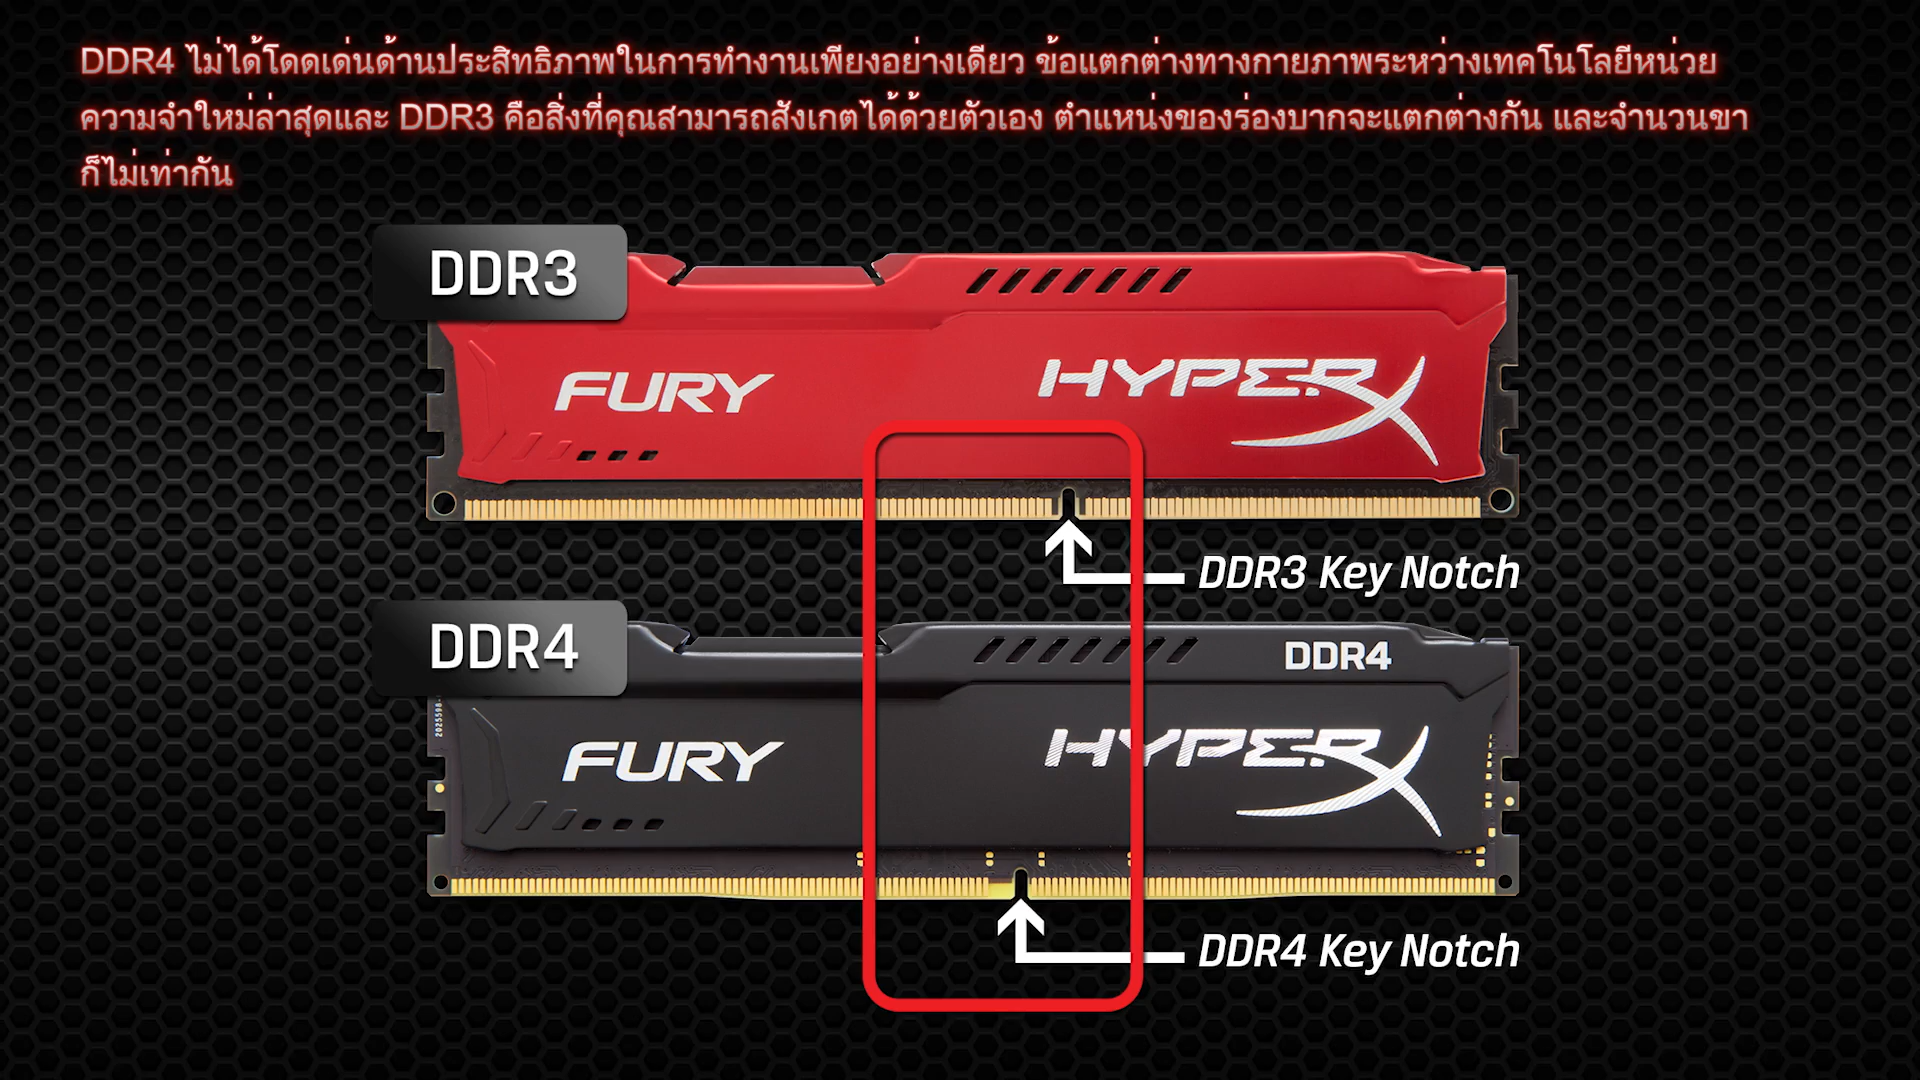 DDR4 ไม่ได้โดดเด่นด้านประสิทธิภาพในการทำงานเพียงอย่างเดียว ข้อแตกต่างทางกายภาพระหว่างเทคโนโลยีหน่วย
ความจำใหม่ล่าสุดและ DDR3 คือสิ่งที่คุณสามารถสังเกตได้ด้วยตัวเอง ตำแหน่งของร่องบากจะแตกต่างกัน และจำนวนขา
ก็ไม่เท่ากัน
DDR3
FURY HYPERX
DDR3 Key Notch
DDR4
DDR4
FURY HYPERX
DDR4 Key Notch